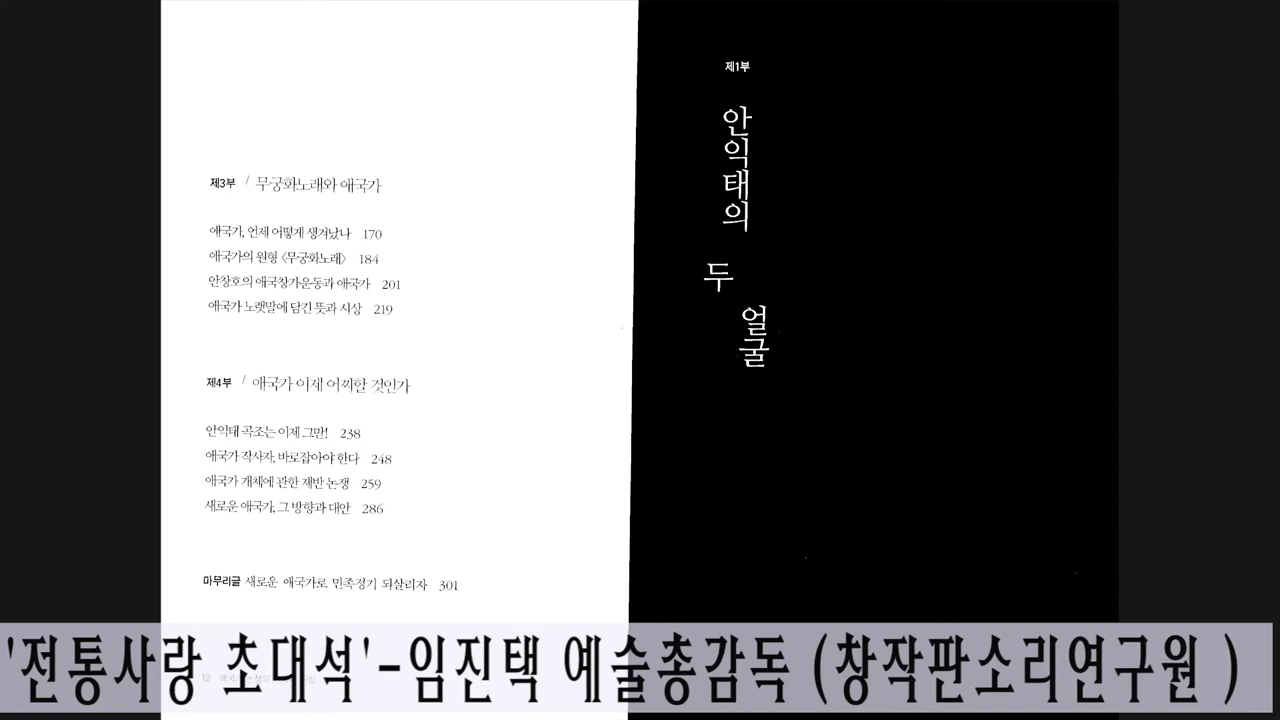 제3부 / 무궁화노래와 애국가
애국가, 언제 어떻게 생겨났나 170
애국가의 원형 〈무궁화노래〉 184
안창호의 애국창가운동과 애국가 201
애국가 노랫말에 담긴 뜻과 시상 219
제4부 / 애국가 이제 어찌할 것인가
안익태 곡조는 이제 그만! 238
애국가 작사자, 바로잡아야 한다 248
애국가 개체에 관한 제반 논쟁 259
새로운 애국가, 그 방향과 대안 286
마무리글 새로운 애국가로 민족정기 되살리자 301
제1부
안익태의
두
얼굴
'전통사랑 초대석'-임진택 예술총감독 (창작판소리연구원 )
12